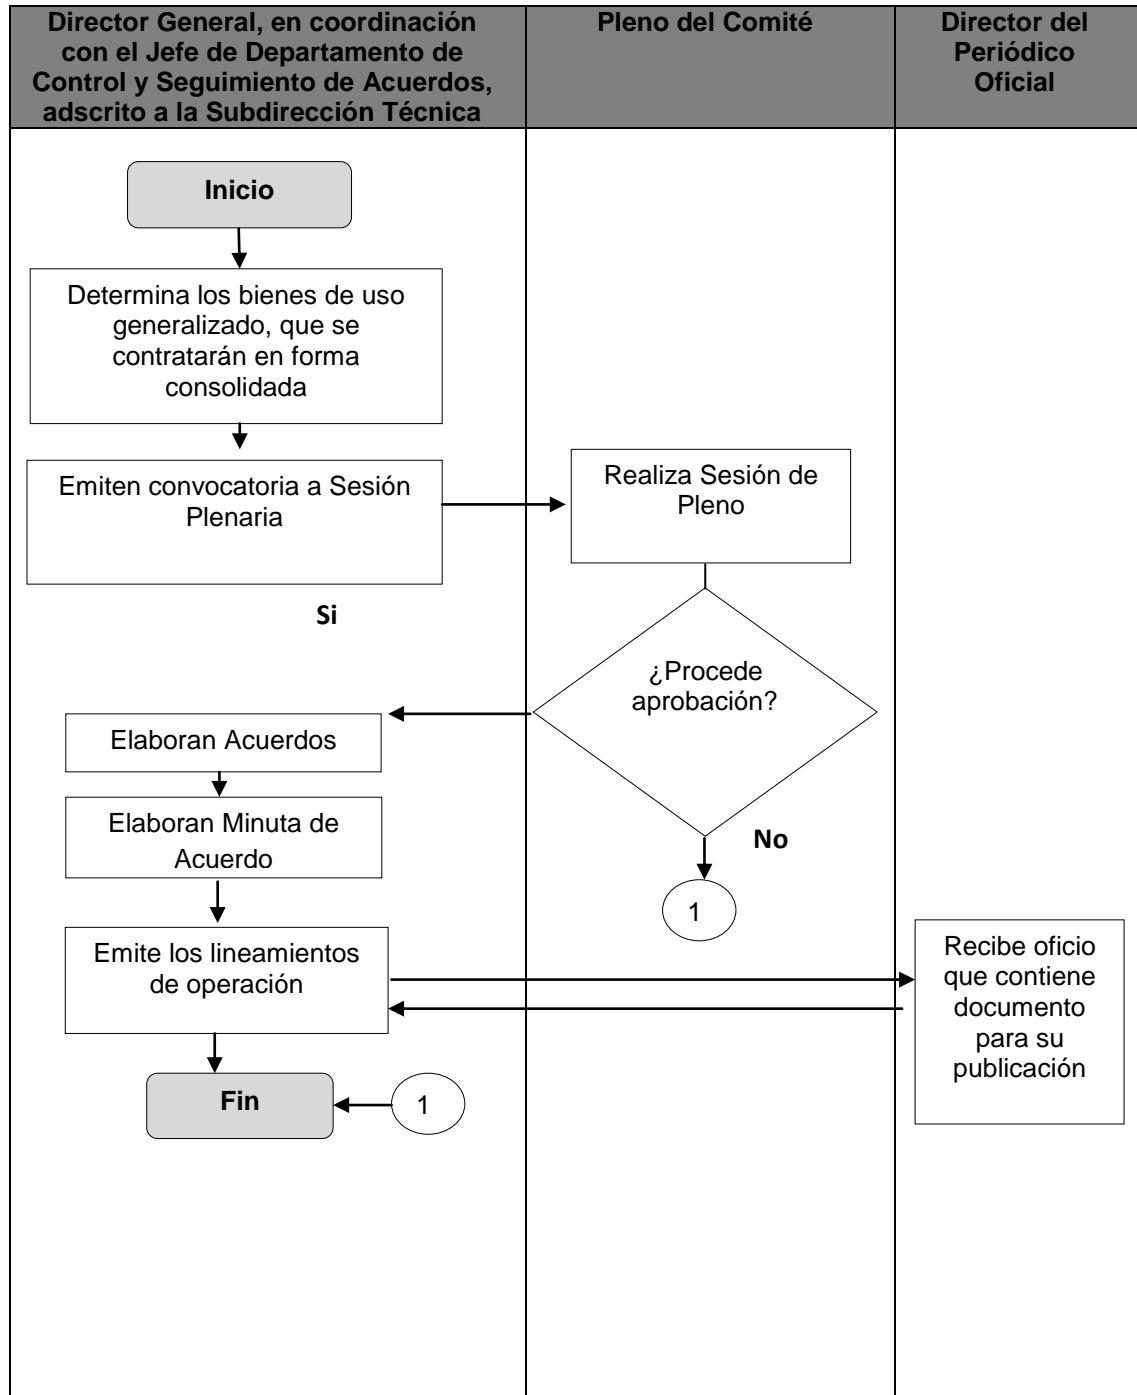 Director General, en coordinación
con el Jefe de Departamento de
Control y Seguimiento de Acuerdos,
adscrito a la Subdirección Técnica
Pleno del Comité
Director del
Periódico
Oficial
Inicio
Determina los bienes de uso
generalizado, que se
contratarán en forma
consolidada
Emiten convocatoria a Sesión
Plenaria
Realiza Sesión de
Pleno
Si
¿Procede
aprobación?
Elaboran Acuerdos
Elaboran Minuta de
Acuerdo
No
1
Emite los lineamientos
de operación
Recibe oficio
que contiene
documento
para su
publicación
Fin
1